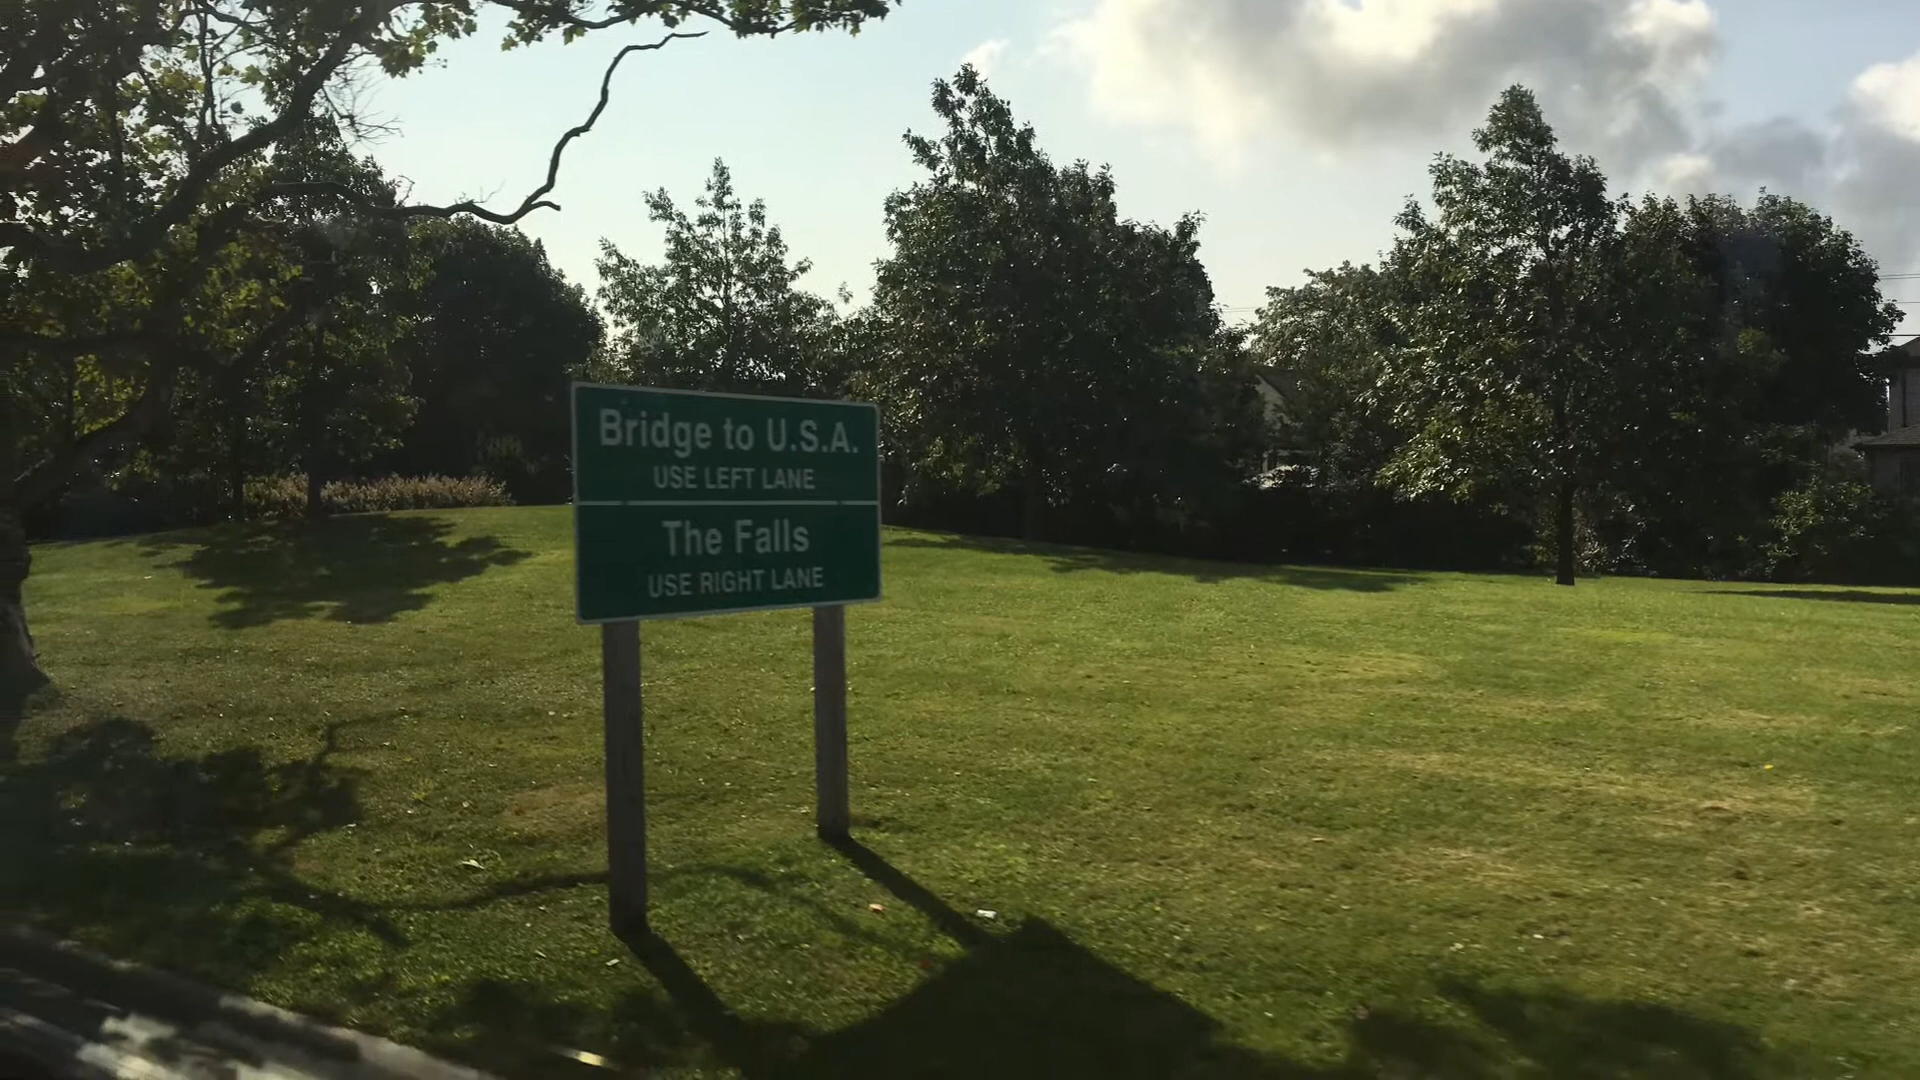 Bridge to U.S.A.
USE LEFT LANE
The Falls
USE RIGHT LANE